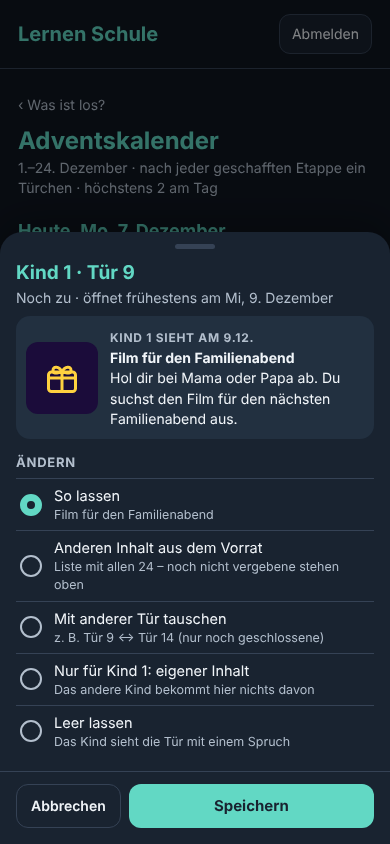 Lernen Schule
Abmelden
‹ Was ist los?
Adventskalender
1.–24. Dezember · nach jeder geschafften Etappe ein
Türchen · höchstens 2 am Tag
Heute, Mo, 7. Dezember
Kind 1 · Tür 9
Noch zu · öffnet frühestens am Mi, 9. Dezember
KIND 1 SIEHT AM 9.12.
Film für den Familienabend
Hol dir bei Mama oder Papa ab. Du
suchst den Film für den nächsten
Familienabend aus.
ÄNDERN
So lassen
Film für den Familienabend
Anderen Inhalt aus dem Vorrat
Liste mit allen 24 – noch nicht vergebene stehen
oben
Mit anderer Tür tauschen
z. B. Tür 9 ↔ Tür 14 (nur noch geschlossene)
Nur für Kind 1: eigener Inhalt
Das andere Kind bekommt hier nichts davon
Leer lassen
Das Kind sieht die Tür mit einem Spruch
Abbrechen
Speichern